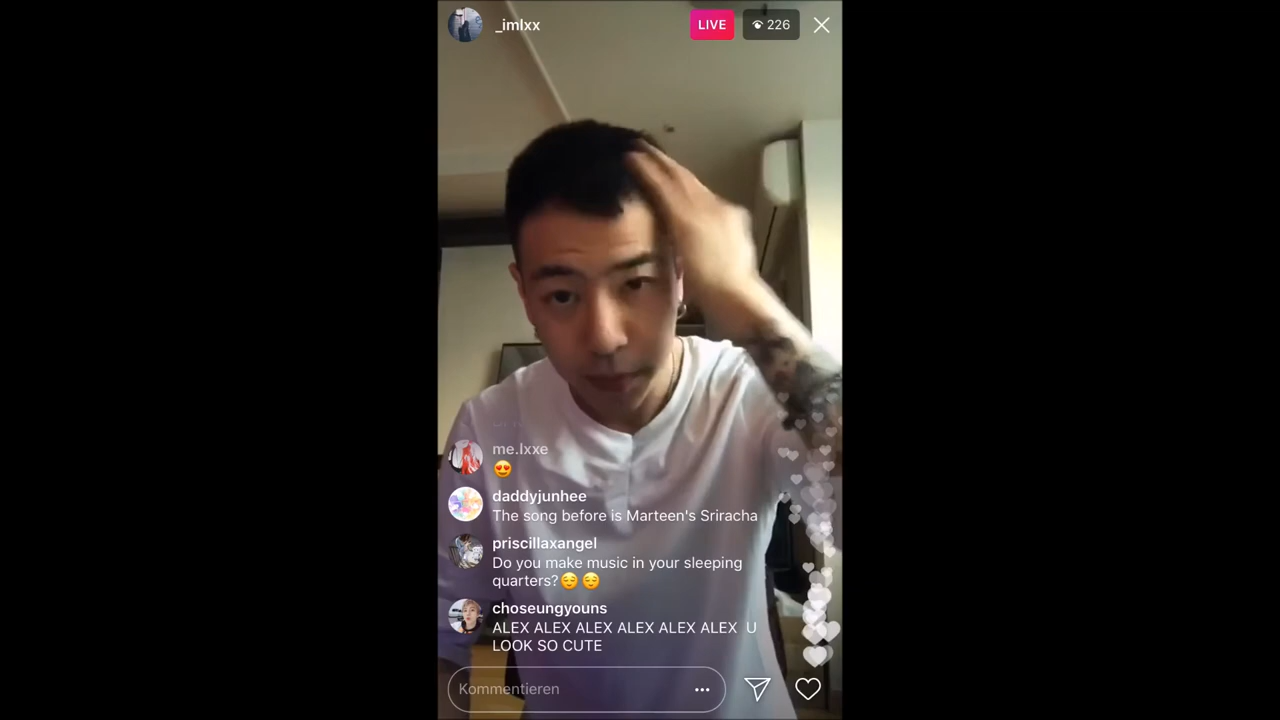 _imlxx
LIVE
226
me.lxxe
😍
daddyjunhee
The song before is Marteen's Sriracha
priscillaxangel
Do you make music in your sleeping
quarters?😌😌
choseungyouns
ALEX ALEX ALEX ALEX ALEX ALEX U
LOOK SO CUTE
Kommentieren